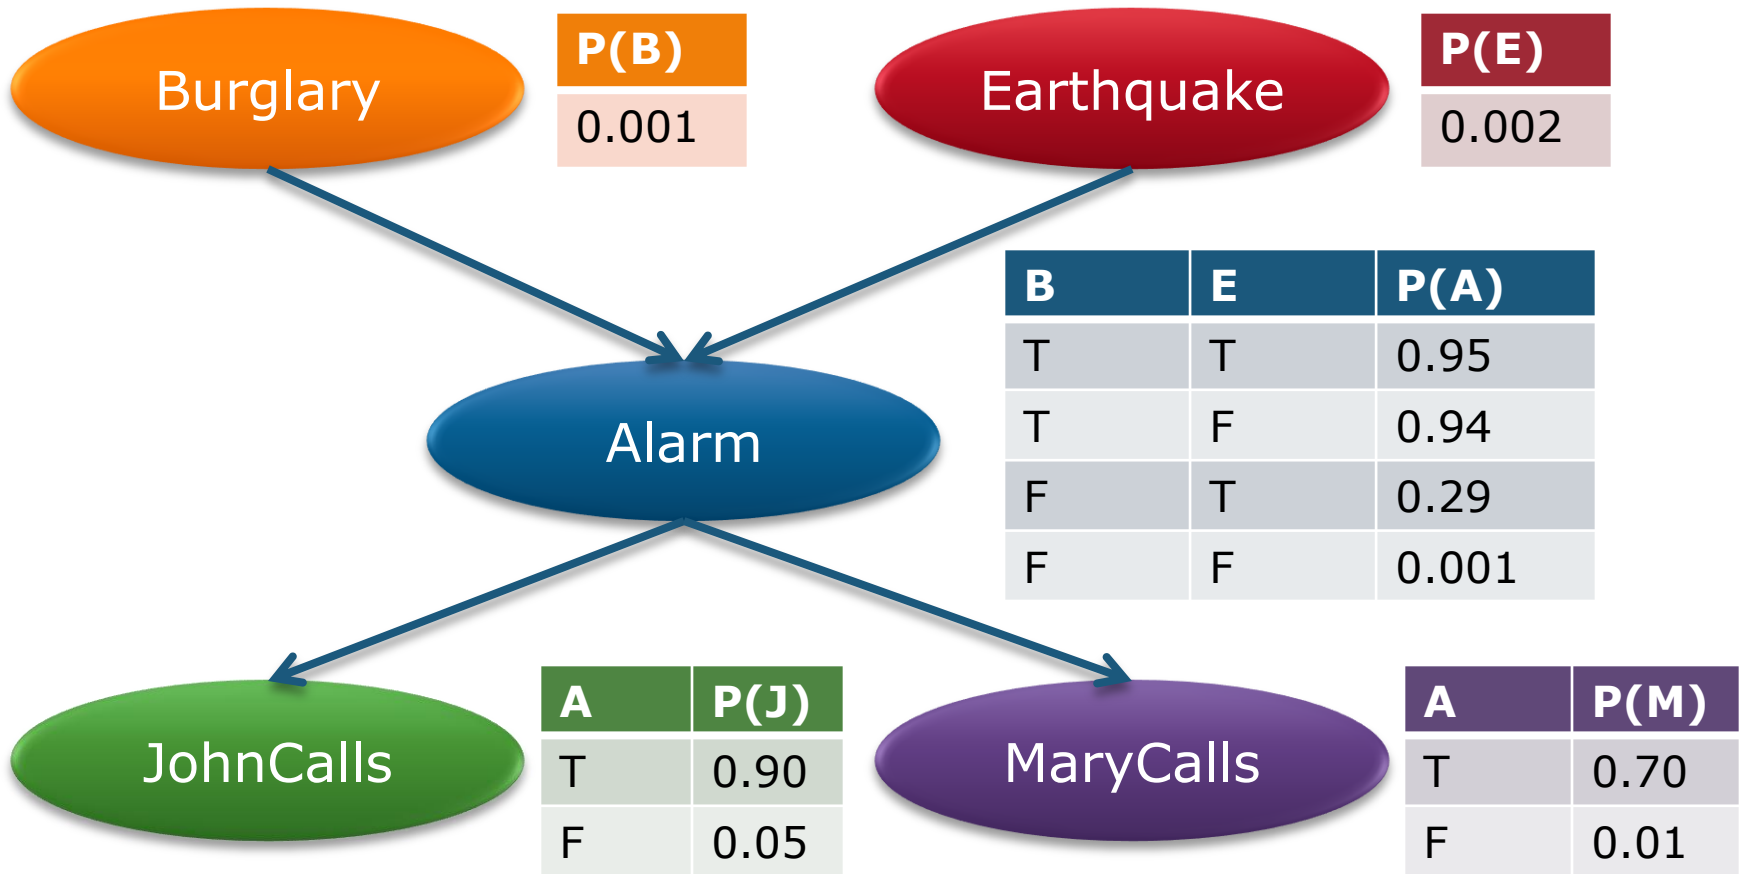 Burglary
P(B)
0.001
Earthquake
P(E)
0.002
B E P(A)
T T 0.95
T F 0.94
F T 0.29
F F 0.001
Alarm
JohnCalls
A P(J)
T 0.90
F 0.05
MaryCalls
A P(M)
T 0.70
F 0.01